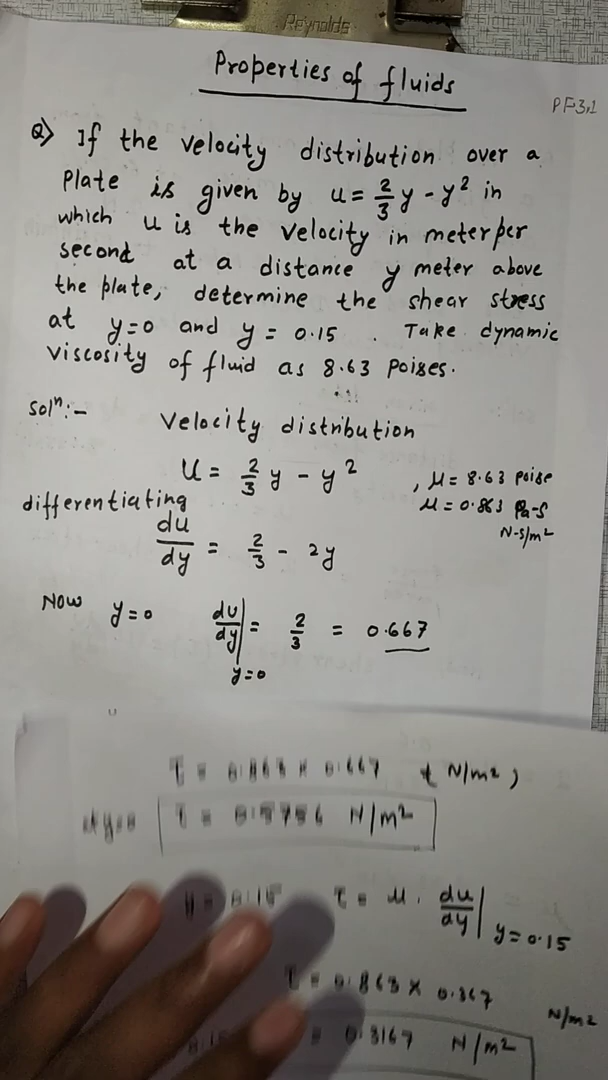 Reynolds
Properties of fluids
PF3.1
Q) If the velocity distribution over a
Plate is given by u = 2/3 y - y² in
which u is the velocity in meter per
second at a distance y meter above
the plate, determine the shear stress
at y=0 and y = 0.15 . Take dynamic
viscosity of fluid as 8.63 Poises.
Solⁿ:- Velocity distribution
U = 2/3 y - y² , μ = 8.63 Poise
μ = 0.863 Pa-s
N-s/m²
differentiating
du/dy = 2/3 - 2y
Now y=0 du/dy|y=0 = 2/3 = 0.667
τ = 0.863 × 0.667 N/m²
τ = 0.5756 N/m²
y = 0.15 τ = μ . du/dy|y=0.15
τ = 0.863 × 0.367 N/m²
= 0.3167 N/m²